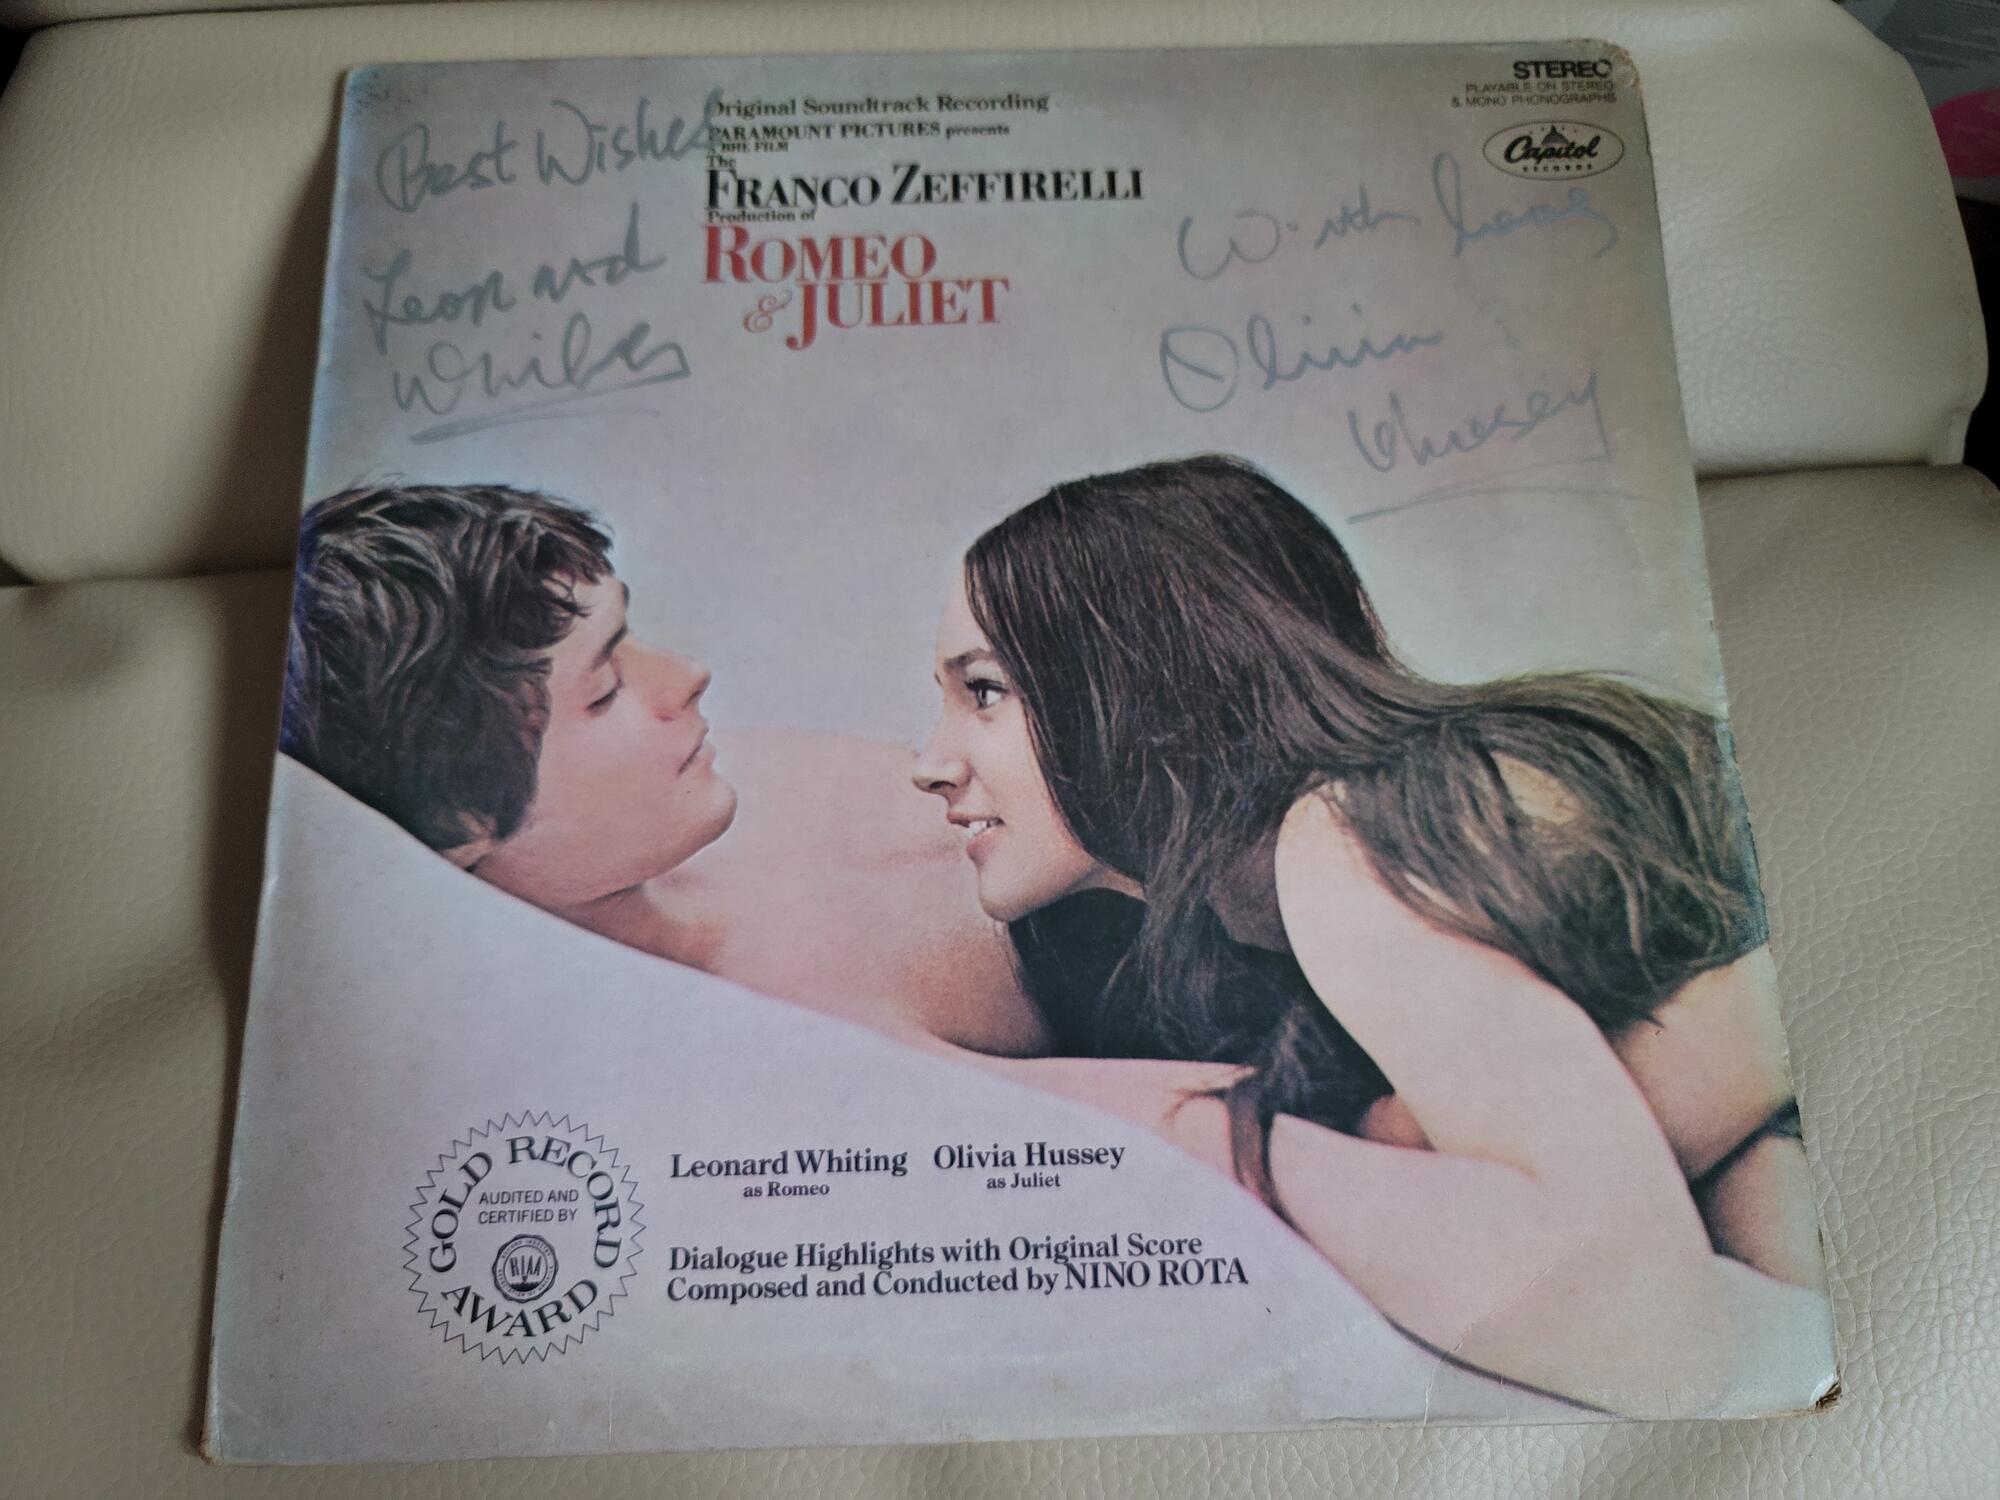 Best Wishes
Leonard
Whiting
Original Soundtrack Recording
PARAMOUNT PICTURES presents
A BHE FILM
The
FRANCO ZEFFIRELLI
Production of
ROMEO
& JULIET
STEREO
PLAYABLE ON STEREO
& MONO PHONOGRAPHS
Capitol
RECORDS
With
Olivia
Hussey
GOLD RECORD AWARD
AUDITED AND
CERTIFIED BY
RIAA
Leonard Whiting
as Romeo
Olivia Hussey
as Juliet
Dialogue Highlights with Original Score
Composed and Conducted by NINO ROTA